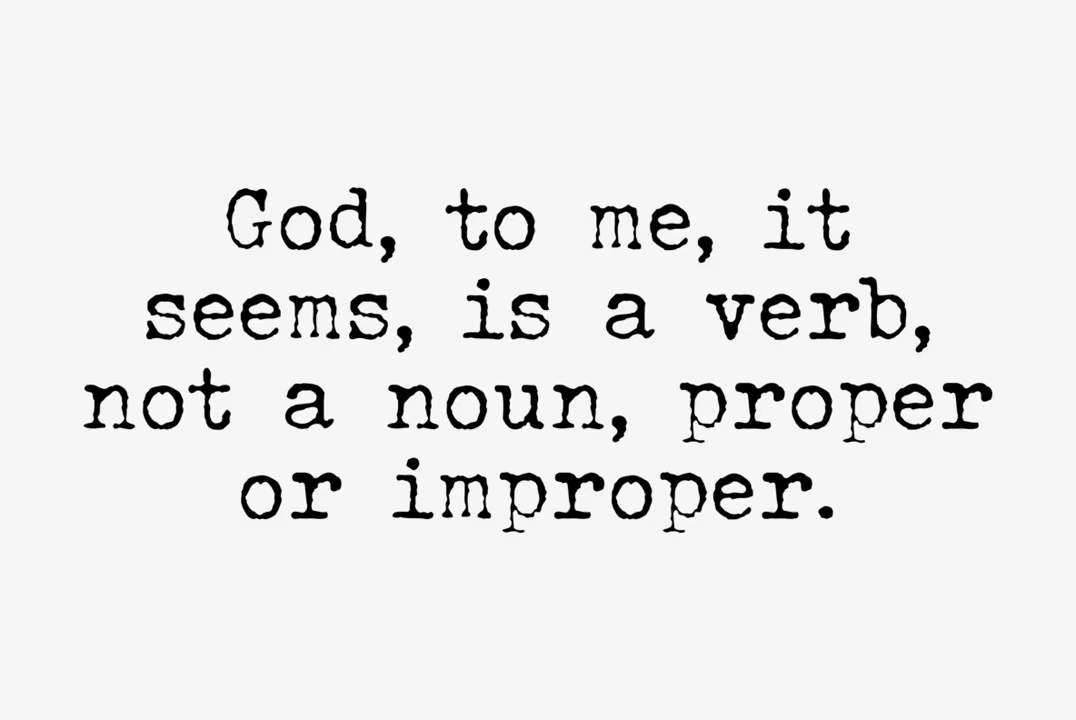 God, to me, it
seems, is a verb,
not a noun, proper
or improper.